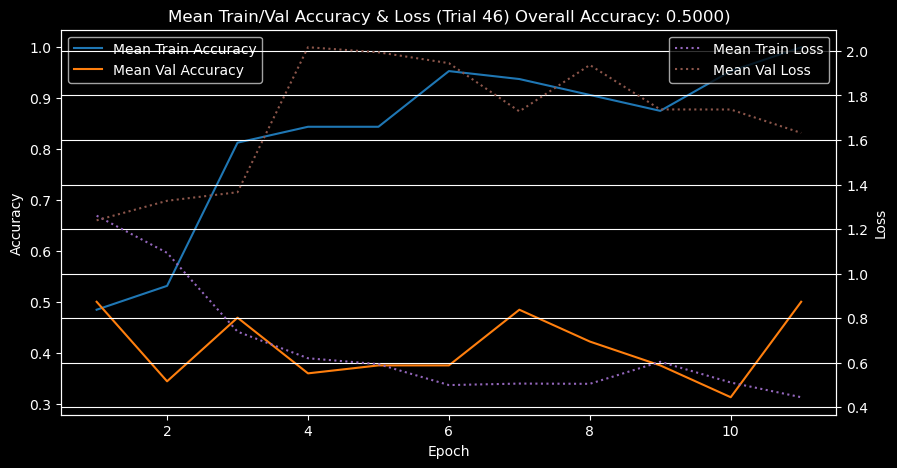 Mean Train/Val Accuracy & Loss (Trial 46) Overall Accuracy: 0.5000)
Mean Train Accuracy
Mean Val Accuracy
Mean Train Loss
Mean Val Loss
1.0
0.9
0.8
0.7
0.6
0.5
0.4
0.3
Accuracy
2.0
1.8
1.6
1.4
1.2
1.0
0.8
0.6
0.4
Loss
2 4 6 8 10
Epoch